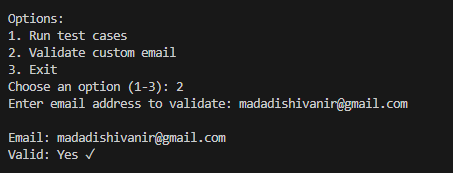 Options:
1. Run test cases
2. Validate custom email
3. Exit
Choose an option (1-3): 2
Enter email address to validate: madadishivanir@gmail.com
Email: madadishivanir@gmail.com
Valid: Yes ✓